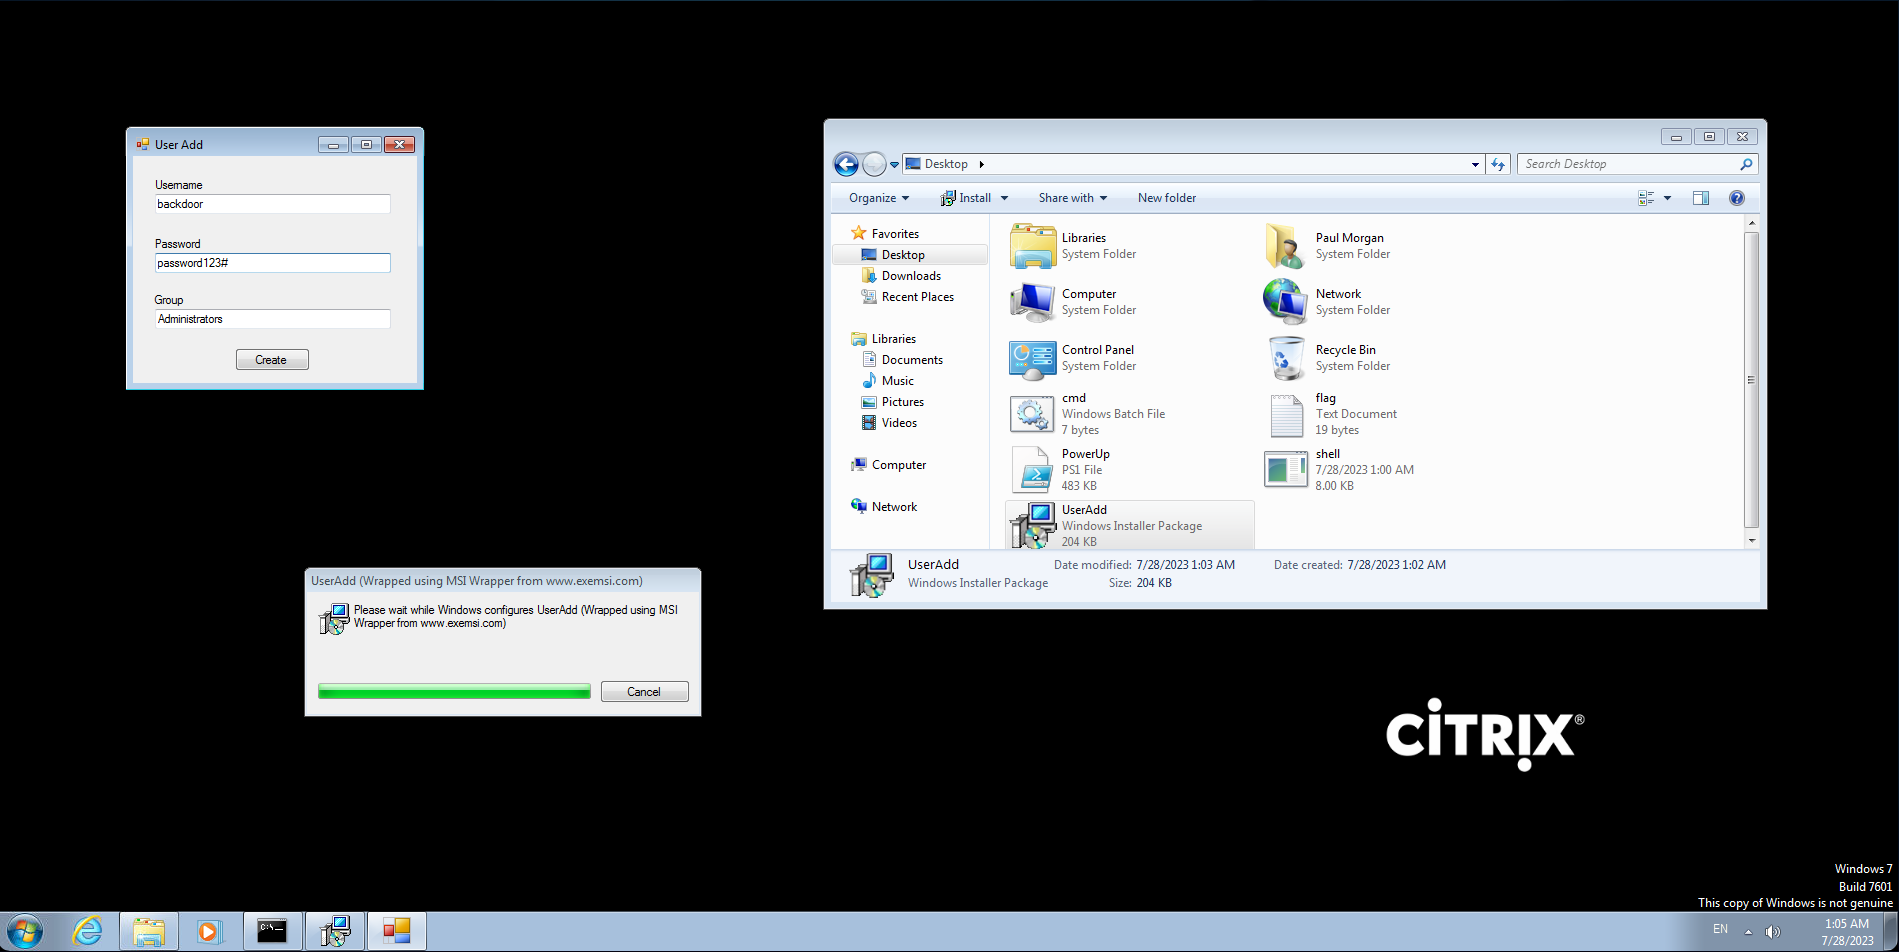 User Add
Username
backdoor
Password
password123#
Group
Administrators
Create
Desktop
Search Desktop
Organize
Install
Share with
New folder
Favorites
Desktop
Downloads
Recent Places
Libraries
Documents
Music
Pictures
Videos
Computer
Network
Libraries
System Folder
Paul Morgan
System Folder
Computer
System Folder
Network
System Folder
Control Panel
System Folder
Recycle Bin
System Folder
cmd
Windows Batch File
7 bytes
flag
Text Document
19 bytes
PowerUp
PS1 File
483 KB
shell
7/28/2023 1:00 AM
8.00 KB
UserAdd
Windows Installer Package
204 KB
UserAdd
Date modified: 7/28/2023 1:03 AM
Date created: 7/28/2023 1:02 AM
Windows Installer Package
Size: 204 KB
UserAdd (Wrapped using MSI Wrapper from www.exemsi.com)
Please wait while Windows configures UserAdd (Wrapped using MSI
Wrapper from www.exemsi.com)
Cancel
CiTRiX®
Windows 7
Build 7601
This copy of Windows is not genuine
C:\_
EN
1:05 AM
7/28/2023